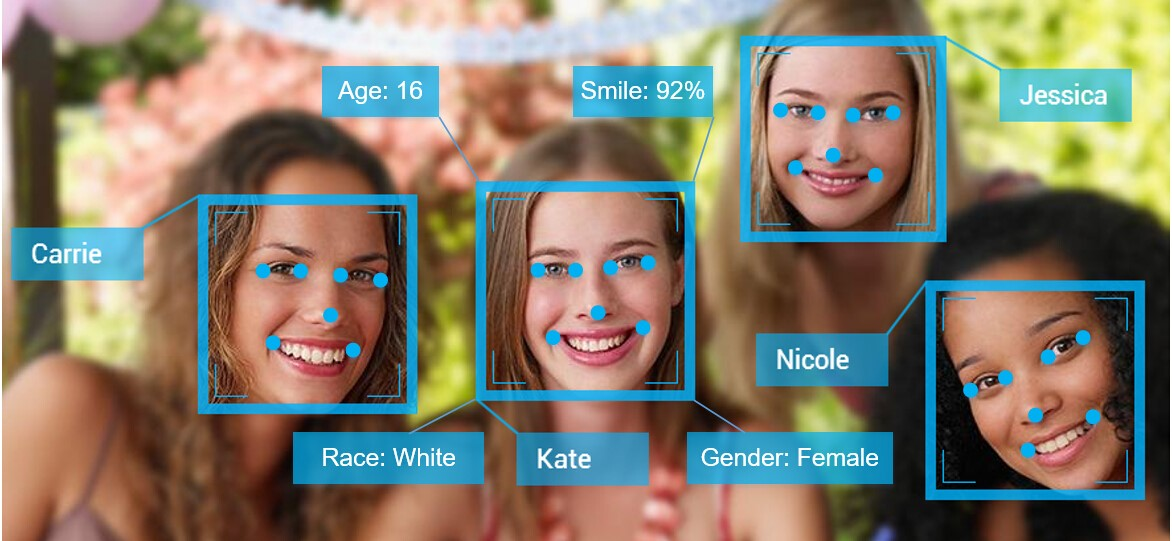 Age: 16
Smile: 92%
Jessica
Carrie
Nicole
Race: White
Kate
Gender: Female